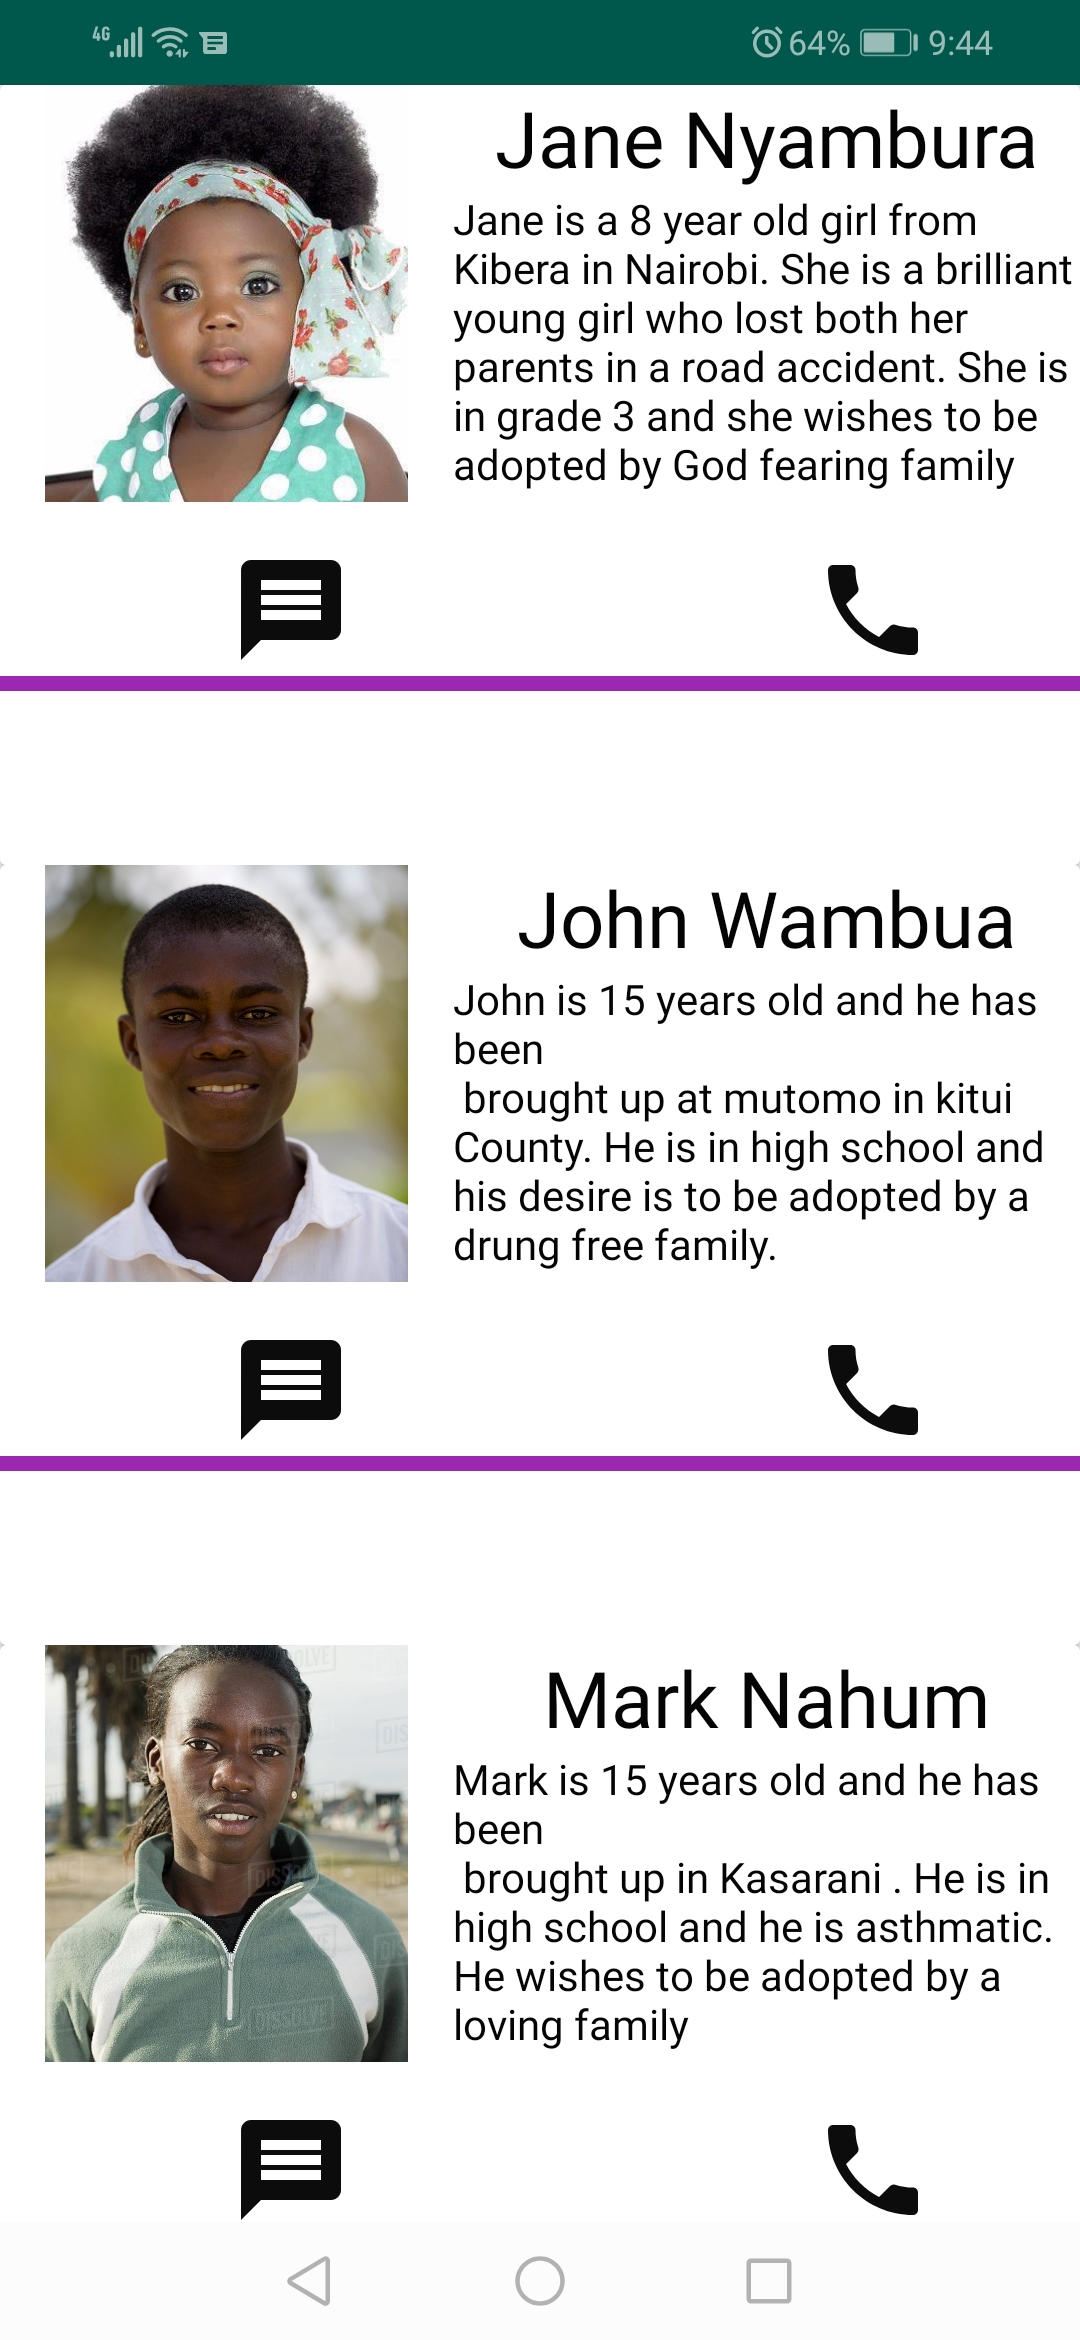 4G 64% 9:44
Jane Nyambura
Jane is a 8 year old girl from
Kibera in Nairobi. She is a brilliant
young girl who lost both her
parents in a road accident. She is
in grade 3 and she wishes to be
adopted by God fearing family
John Wambua
John is 15 years old and he has
been
brought up at mutomo in kitui
County. He is in high school and
his desire is to be adopted by a
drung free family.
Mark Nahum
Mark is 15 years old and he has
been
brought up in Kasarani . He is in
high school and he is asthmatic.
He wishes to be adopted by a
loving family
DISSOLVE